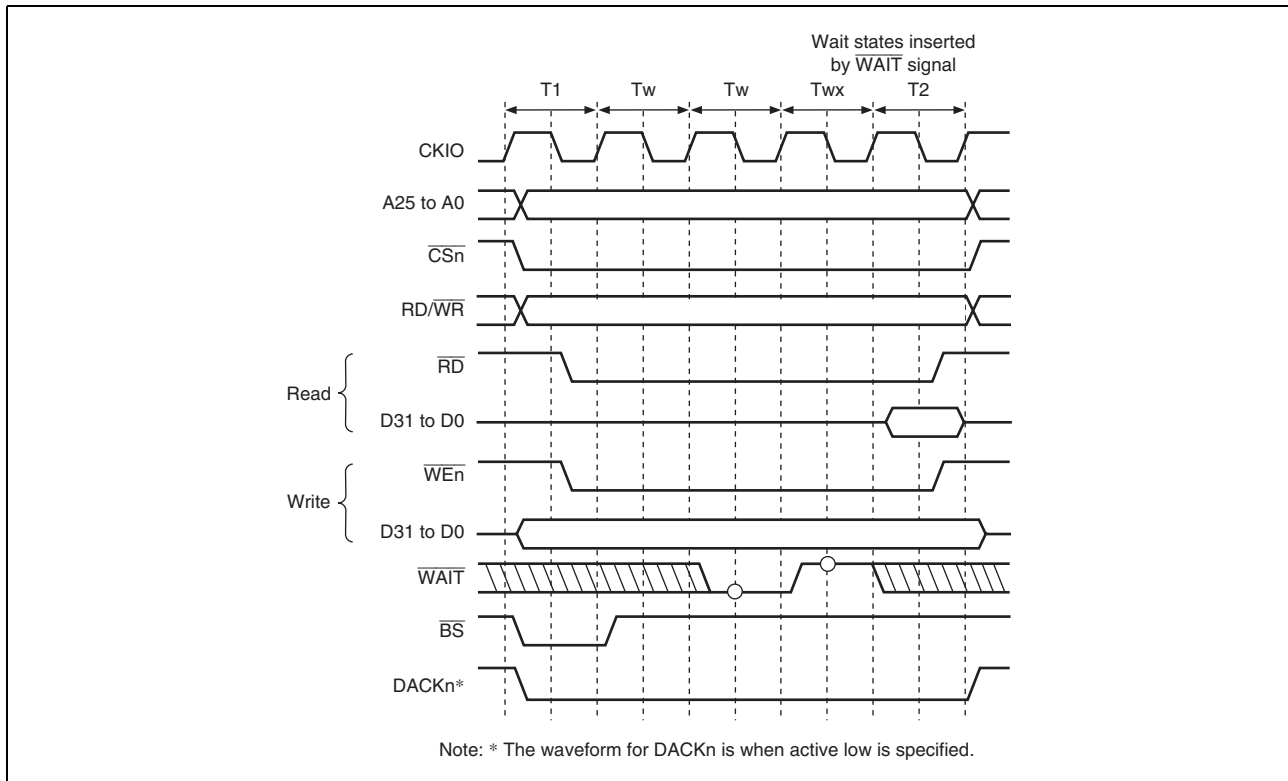 Wait states inserted
by WAIT signal
T1 Tw Tw Twx T2
CKIO
A25 to A0
CSn
RD/WR
Read
RD
D31 to D0
Write
WEn
D31 to D0
WAIT
BS
DACKn*
Note: * The waveform for DACKn is when active low is specified.